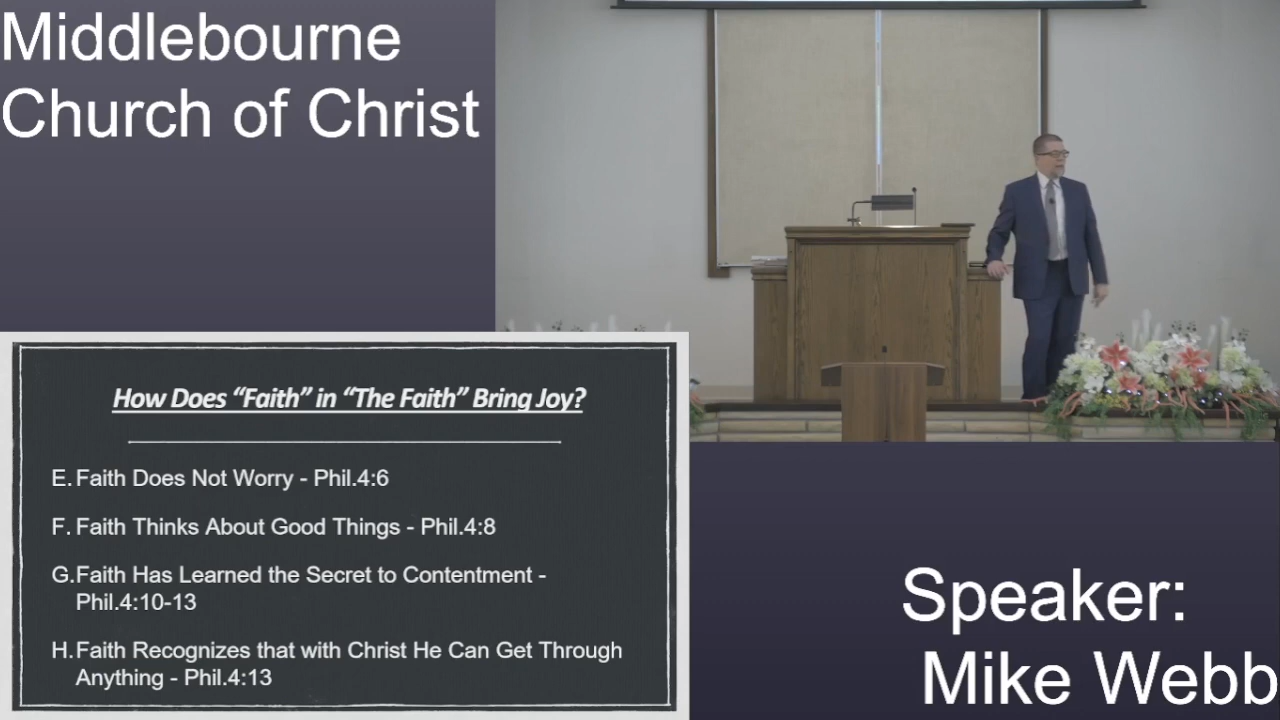 Middlebourne
Church of Christ
How Does “Faith” in “The Faith” Bring Joy?
E. Faith Does Not Worry - Phil.4:6
F. Faith Thinks About Good Things - Phil.4:8
G.Faith Has Learned the Secret to Contentment -
Phil.4:10-13
H.Faith Recognizes that with Christ He Can Get Through
Anything - Phil.4:13
Speaker:
Mike Webb